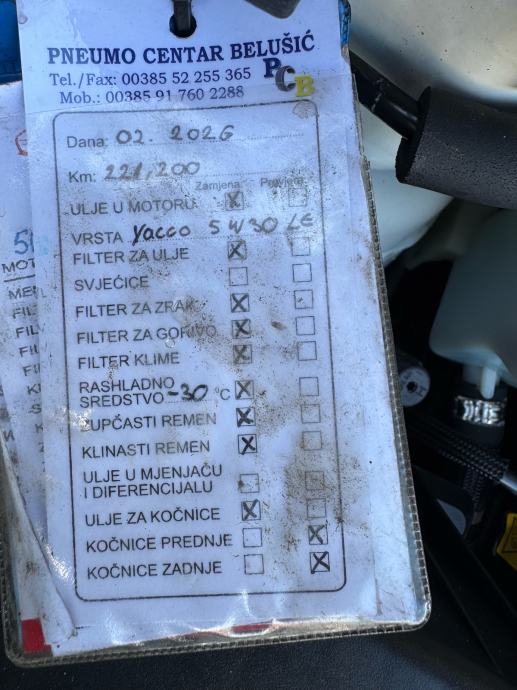 PNEUMO CENTAR BELUŠIĆ
Tel./Fax: 00385 52 255 365 PCB
Mob.: 00385 91 760 2288
Dana: 02. 2026
Km: 221,200
Zamjena Provjera
ULJE U MOTORU X
VRSTA Yacco 5W30 LE
FILTER ZA ULJE X
SVJEĆICE
FILTER ZA ZRAK X
FILTER ZA GORIVO X
FILTER KLIME X
RASHLADNO
SREDSTVO -30 °C X
ZUPČASTI REMEN X
KLINASTI REMEN X
ULJE U MJENJAČU
I DIFERENCIJALU
ULJE ZA KOČNICE X
KOČNICE PREDNJE X
KOČNICE ZADNJE X